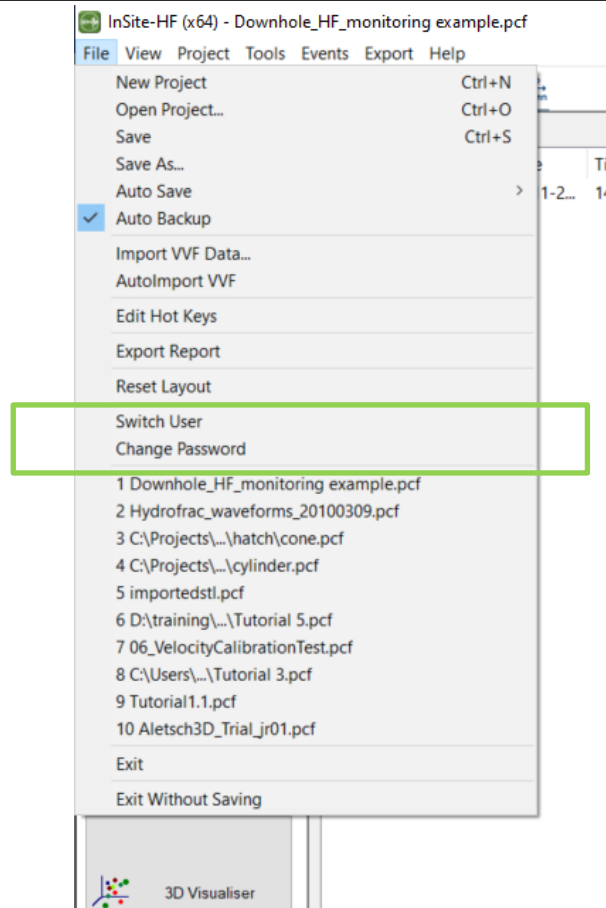 InSite-HF (x64) - Downhole_HF_monitoring example.pcf
File View Project Tools Events Export Help
New Project Ctrl+N
Open Project... Ctrl+O
Save Ctrl+S
Save As...
Auto Save
1-2... 14
Auto Backup
Import VVF Data...
AutoImport VVF
Edit Hot Keys
Export Report
Reset Layout
Switch User
Change Password
1 Downhole_HF_monitoring example.pcf
2 Hydrofrac_waveforms_20100309.pcf
3 C:\Projects\...\hatch\cone.pcf
4 C:\Projects\...\cylinder.pcf
5 importedstl.pcf
6 D:\training\...\Tutorial 5.pcf
7 06_VelocityCalibrationTest.pcf
8 C:\Users\...\Tutorial 3.pcf
9 Tutorial1.1.pcf
10 Aletsch3D_Trial_jr01.pcf
Exit
Exit Without Saving
3D Visualiser